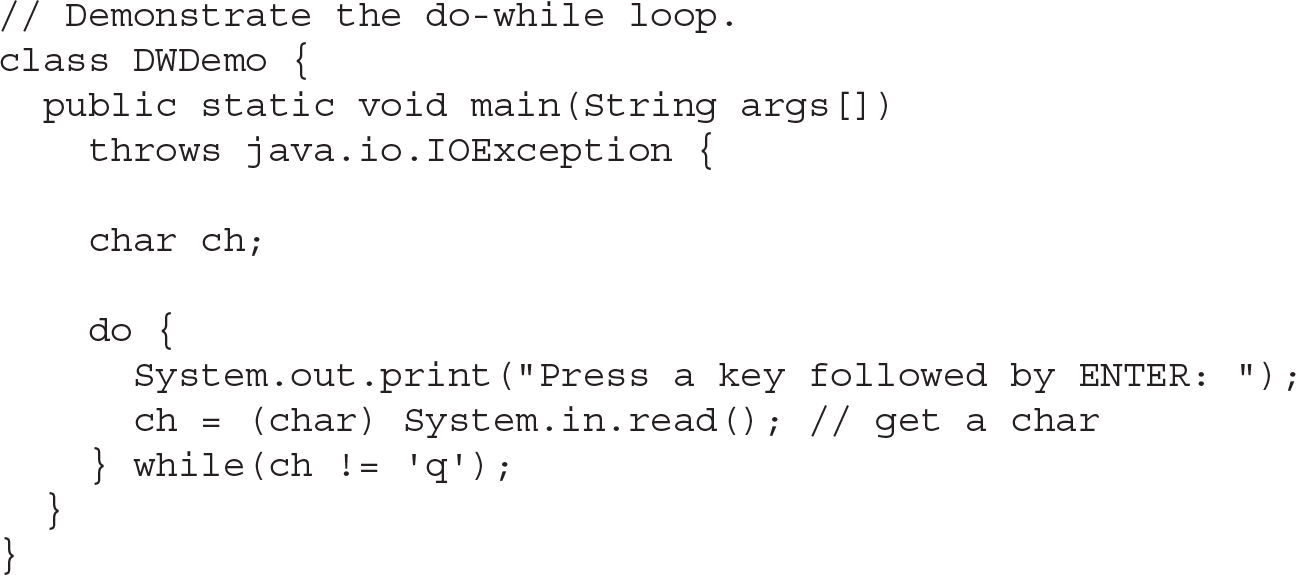 // Demonstrate the do-while loop.
class DWDemo {
  public static void main(String args[])
    throws java.io.IOException {

    char ch;

    do {
      System.out.print("Press a key followed by ENTER: ");
      ch = (char) System.in.read(); // get a char
    } while(ch != 'q');
  }
}